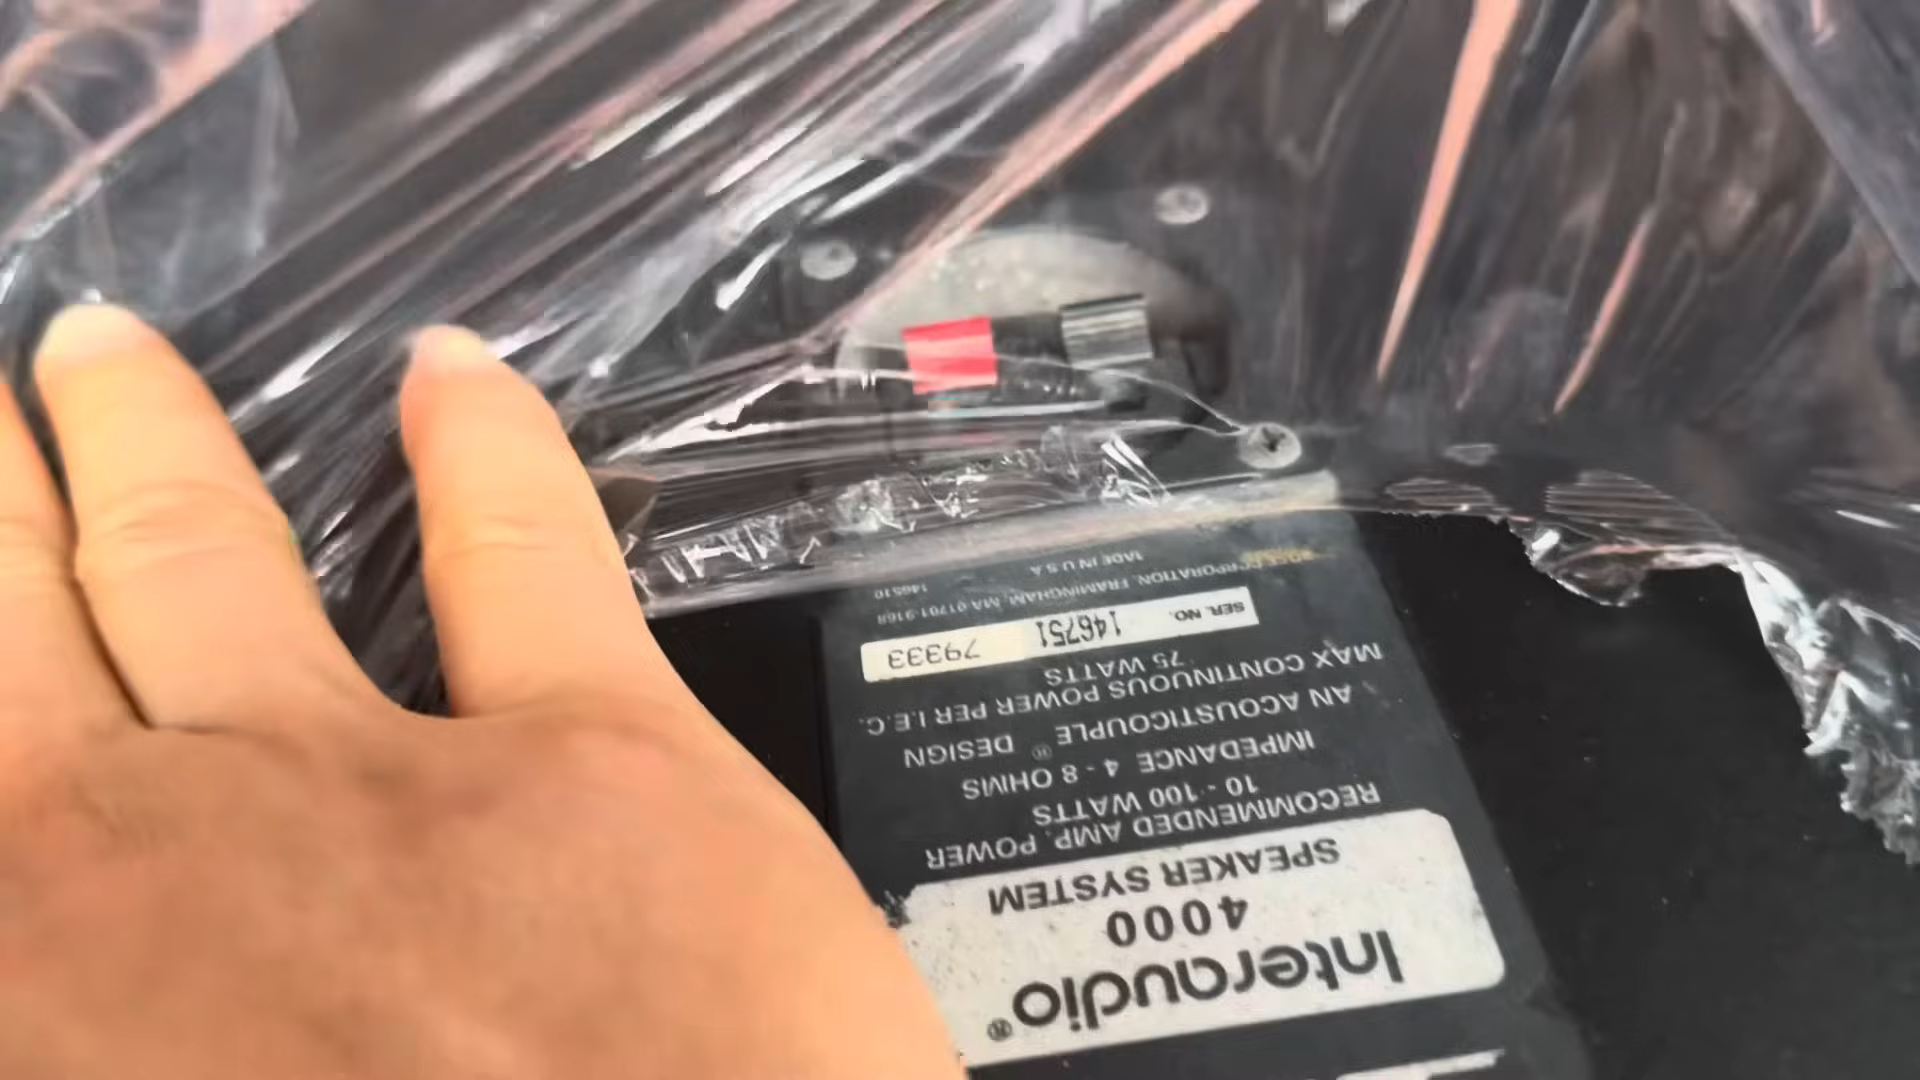 Interaudio®
4000
SPEAKER SYSTEM
RECOMMENDED AMP. POWER
10 - 100 WATTS
IMPEDANCE 4 - 8 OHMS
AN ACOUSTICOUPLE® DESIGN
MAX CONTINUOUS POWER PER I.E.C.
75 WATTS
SER. NO. 146751 79333
CORPORATION, FRAMINGHAM, MA 01701-9168
MADE IN U.S.A. 146510